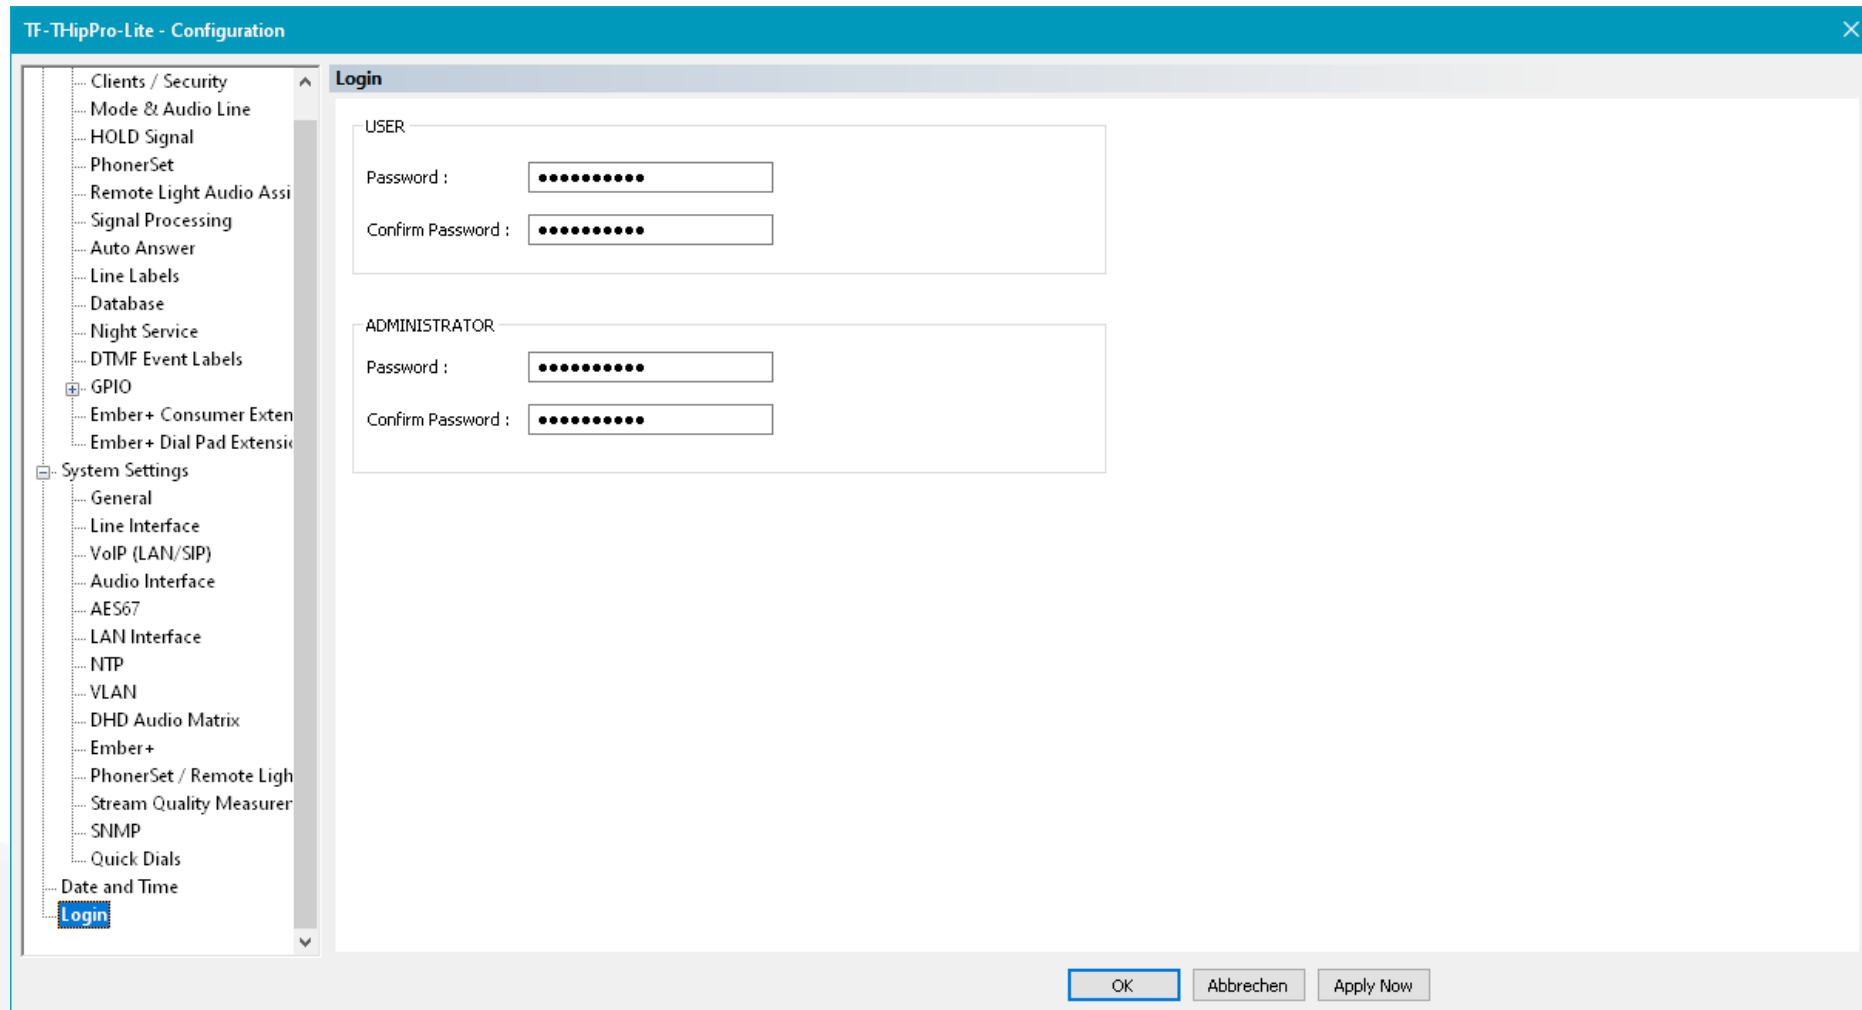 TF-THipPro-Lite - Configuration
Clients / Security
Mode & Audio Line
HOLD Signal
PhonerSet
Remote Light Audio Assi
Signal Processing
Auto Answer
Line Labels
Database
Night Service
DTMF Event Labels
GPIO
Ember+ Consumer Exten
Ember+ Dial Pad Extensi
System Settings
General
Line Interface
VoIP (LAN/SIP)
Audio Interface
AES67
LAN Interface
NTP
VLAN
DHD Audio Matrix
Ember+
PhonerSet / Remote Ligh
Stream Quality Measurer
SNMP
Quick Dials
Date and Time
Login
Login
USER
Password :
Confirm Password :
ADMINISTRATOR
Password :
Confirm Password :
OK
Abbrechen
Apply Now